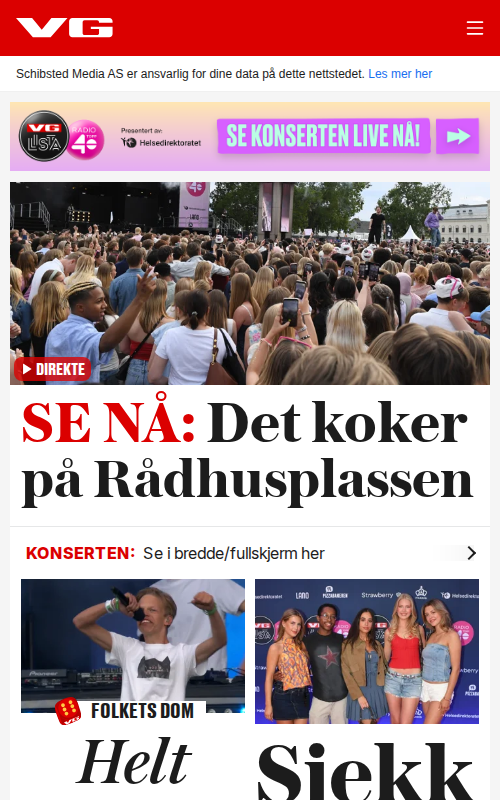 VG
Schibsted Media AS er ansvarlig for dine data på dette nettstedet. Les mer her
VG
LISTA
RADIO
TOPP
40
Presentert av:
Helsedirektoratet
SE KONSERTEN LIVE NÅ!
DIREKTE
SE NÅ: Det koker
på Rådhusplassen
KONSERTEN: Se i bredde/fullskjerm her
FOLKETS DOM
Helt
Strawberry
VG
Sjekk